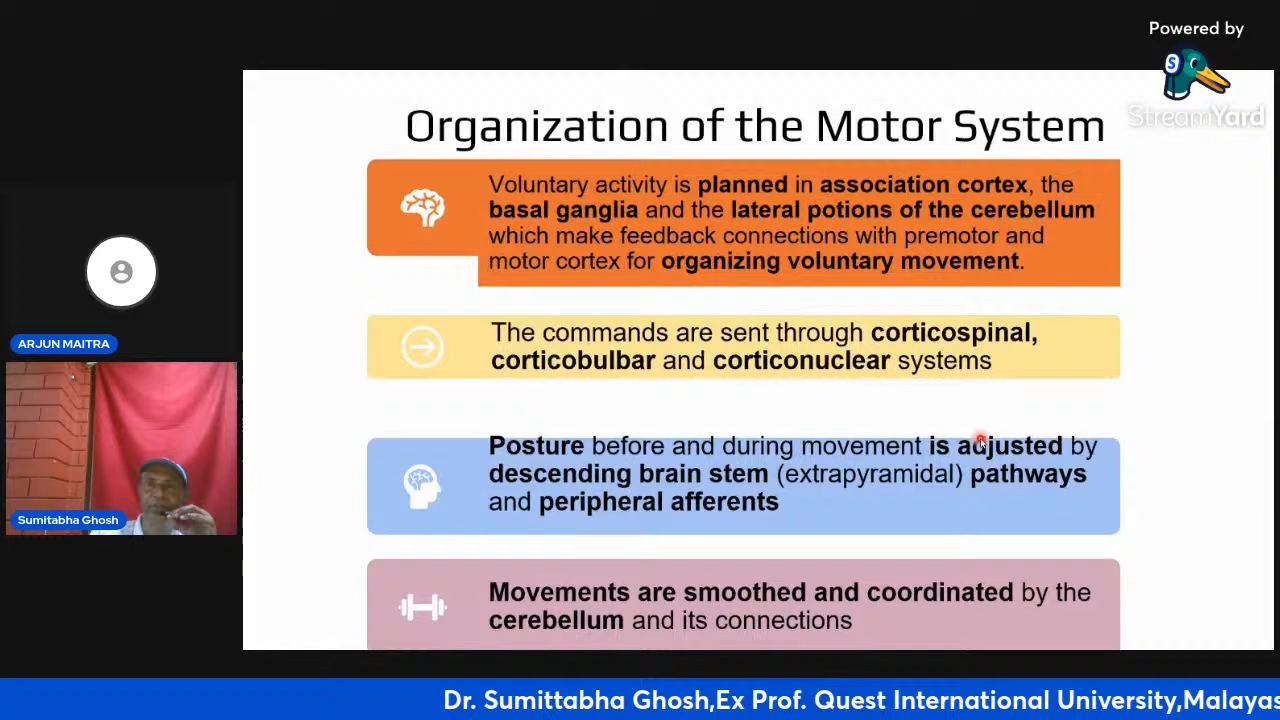 Powered by
S
StreamYard
Organization of the Motor System
Voluntary activity is planned in association cortex, the
basal ganglia and the lateral potions of the cerebellum
which make feedback connections with premotor and
motor cortex for organizing voluntary movement.
The commands are sent through corticospinal,
corticobulbar and corticonuclear systems
Posture before and during movement is adjusted by
descending brain stem (extrapyramidal) pathways
and peripheral afferents
Movements are smoothed and coordinated by the
cerebellum and its connections
ARJUN MAITRA
Sumitabha Ghosh
Dr. Sumittabha Ghosh,Ex Prof. Quest International University,Malayas